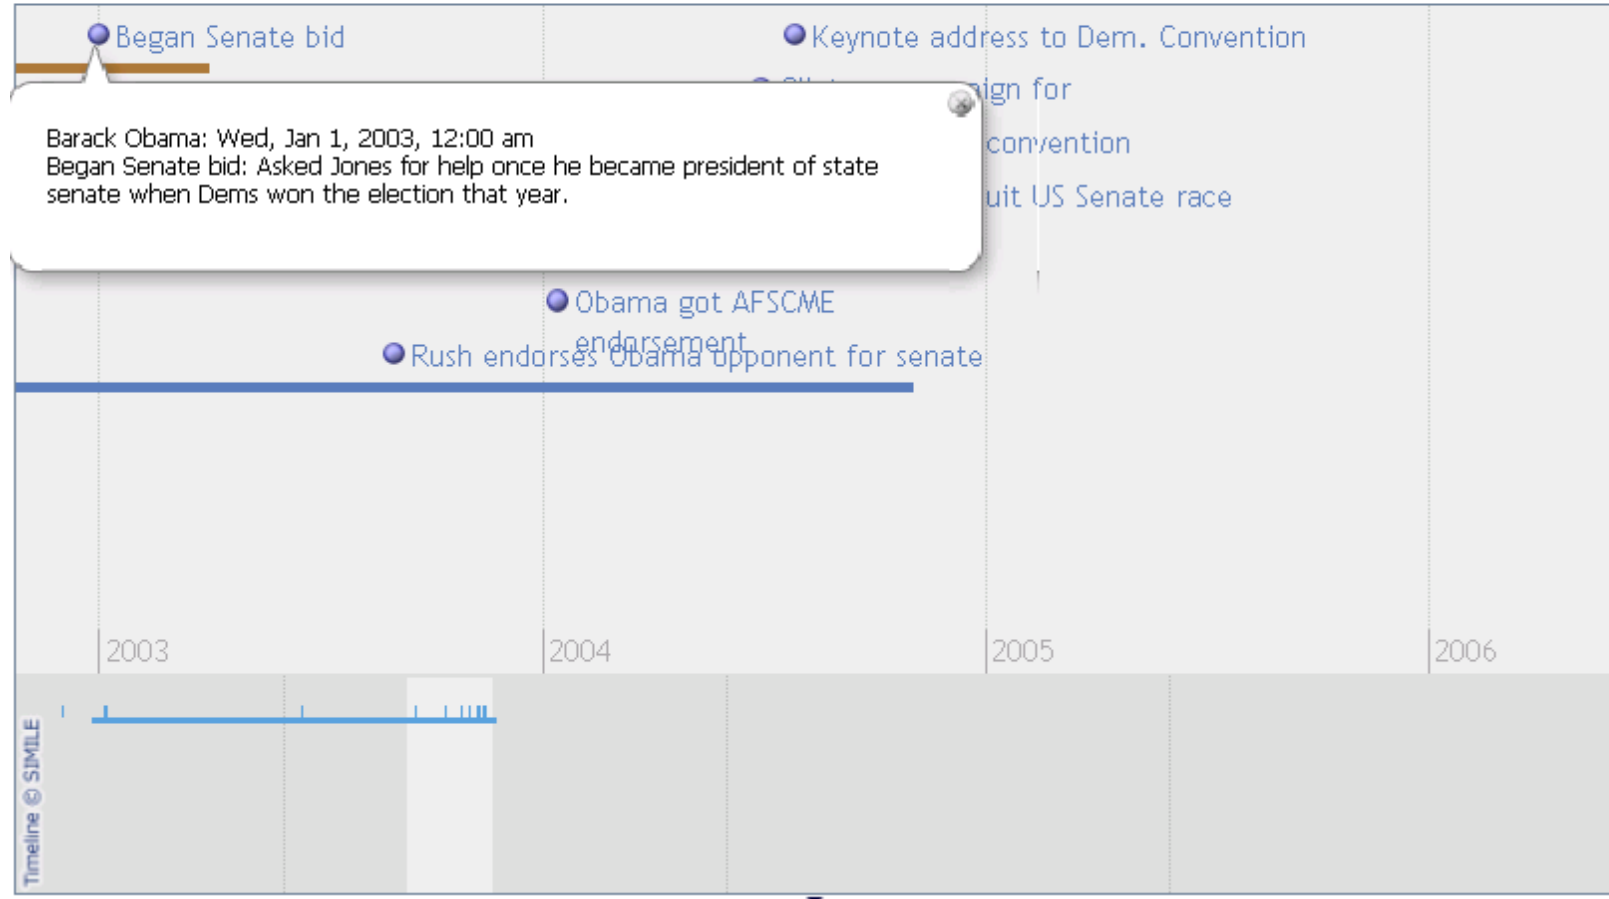 Began Senate bid
Keynote address to Dem. Convention
ign for
Barack Obama: Wed, Jan 1, 2003, 12:00 am
Began Senate bid: Asked Jones for help once he became president of state
senate when Dems won the election that year.
convention
uit US Senate race
Obama got AFSCME
endorsement
Rush endorses Obama opponent for senate
2003
2004
2005
2006
Timeline © SIMILE